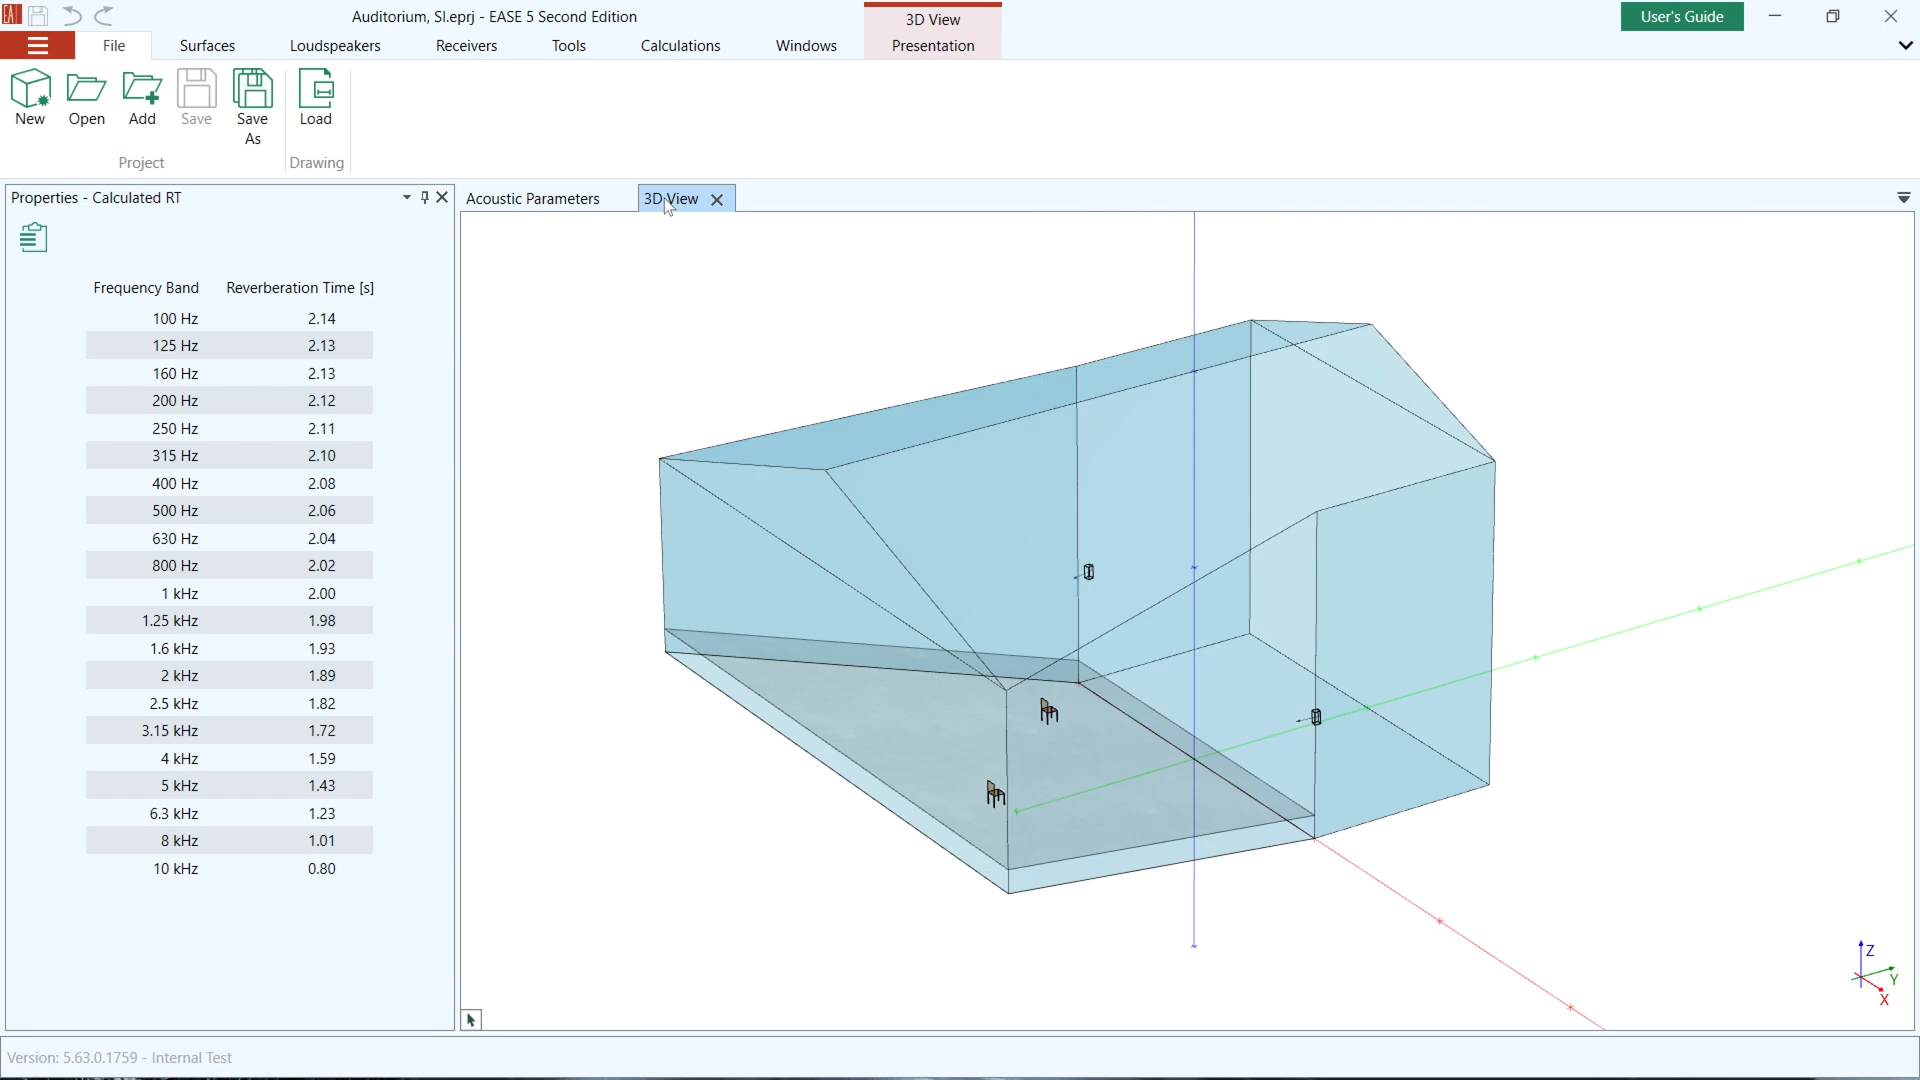 EAS
Auditorium, SI.eprj - EASE 5 Second Edition
3D View
User's Guide
File
Surfaces
Loudspeakers
Receivers
Tools
Calculations
Windows
Presentation
New
Open
Add
Save
Save
As
Load
Project
Drawing
Properties - Calculated RT
Acoustic Parameters
3D View
Frequency Band Reverberation Time [s]
100 Hz 2.14
125 Hz 2.13
160 Hz 2.13
200 Hz 2.12
250 Hz 2.11
315 Hz 2.10
400 Hz 2.08
500 Hz 2.06
630 Hz 2.04
800 Hz 2.02
1 kHz 2.00
1.25 kHz 1.98
1.6 kHz 1.93
2 kHz 1.89
2.5 kHz 1.82
3.15 kHz 1.72
4 kHz 1.59
5 kHz 1.43
6.3 kHz 1.23
8 kHz 1.01
10 kHz 0.80
Z
Y
X
Version: 5.63.0.1759 - Internal Test